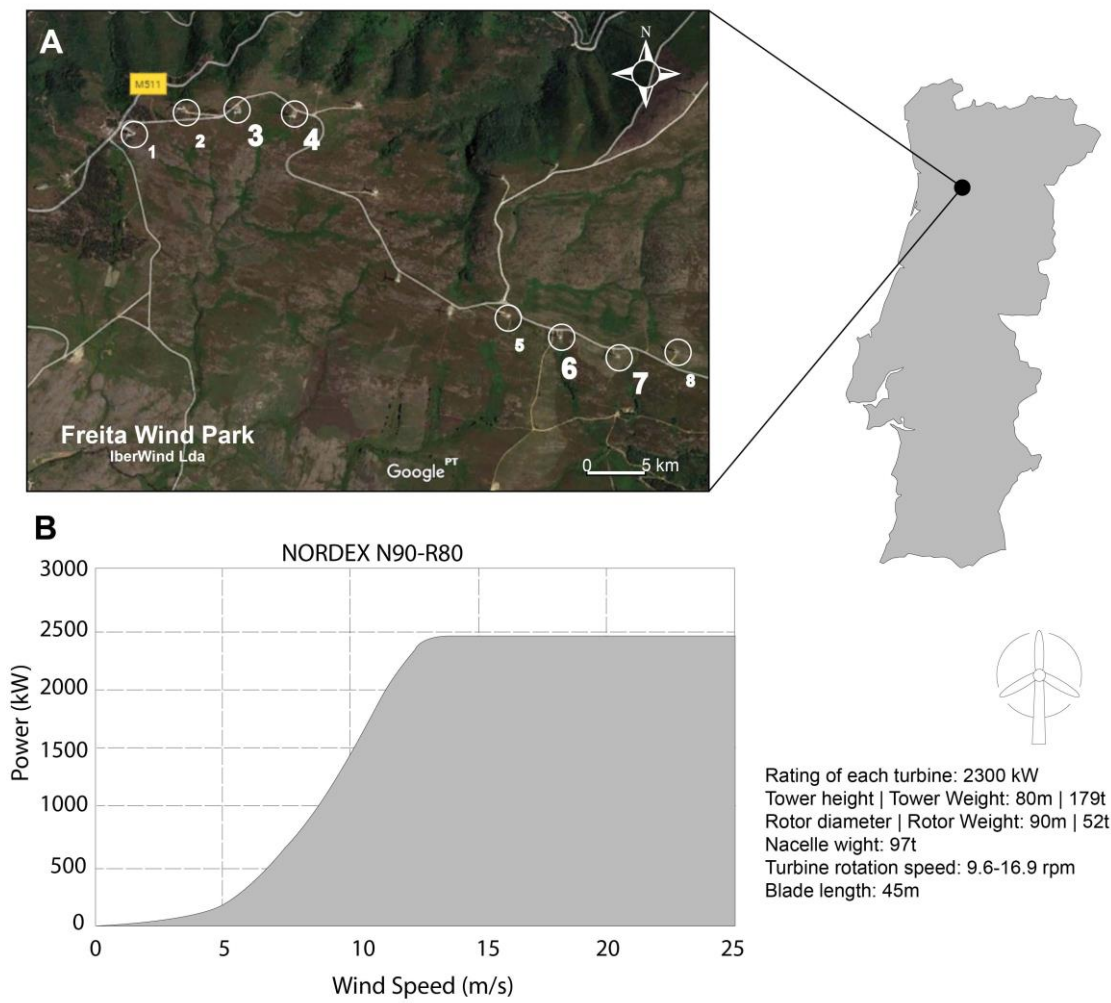 A
N
M511
1
2
3
4
5
6
7
8
Freita Wind Park
IberWind Lda
Google
PT
0 5 km
B
NORDEX N90-R80
3000
2500
2000
1500
1000
500
0
Power (kW)
0 5 10 15 20 25
Wind Speed (m/s)
Rating of each turbine: 2300 kW
Tower height | Tower Weight: 80m | 179t
Rotor diameter | Rotor Weight: 90m | 52t
Nacelle wight: 97t
Turbine rotation speed: 9.6-16.9 rpm
Blade length: 45m